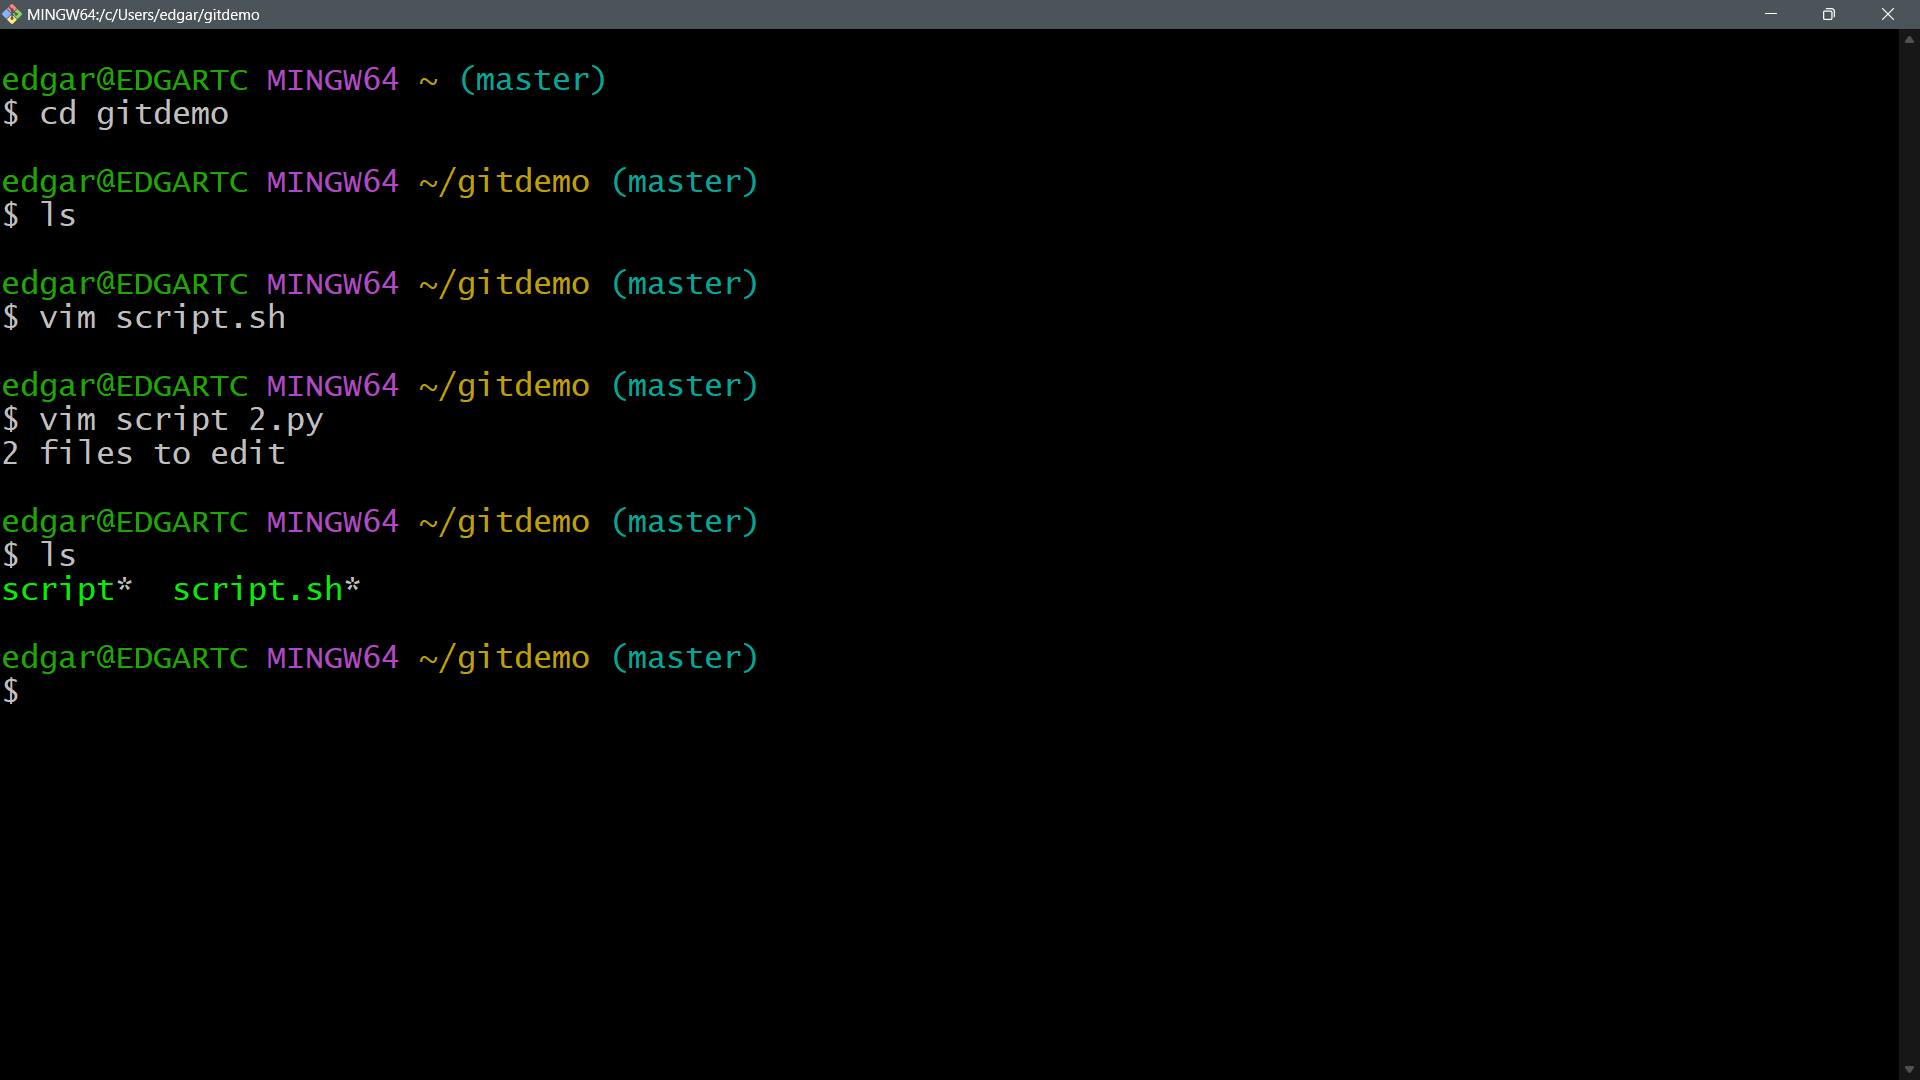 MINGW64:/c/Users/edgar/gitdemo
edgar@EDGARTC MINGW64 ~ (master)
$ cd gitdemo
edgar@EDGARTC MINGW64 ~/gitdemo (master)
$ ls
edgar@EDGARTC MINGW64 ~/gitdemo (master)
$ vim script.sh
edgar@EDGARTC MINGW64 ~/gitdemo (master)
$ vim script 2.py
2 files to edit
edgar@EDGARTC MINGW64 ~/gitdemo (master)
$ ls
script*  script.sh*
edgar@EDGARTC MINGW64 ~/gitdemo (master)
$